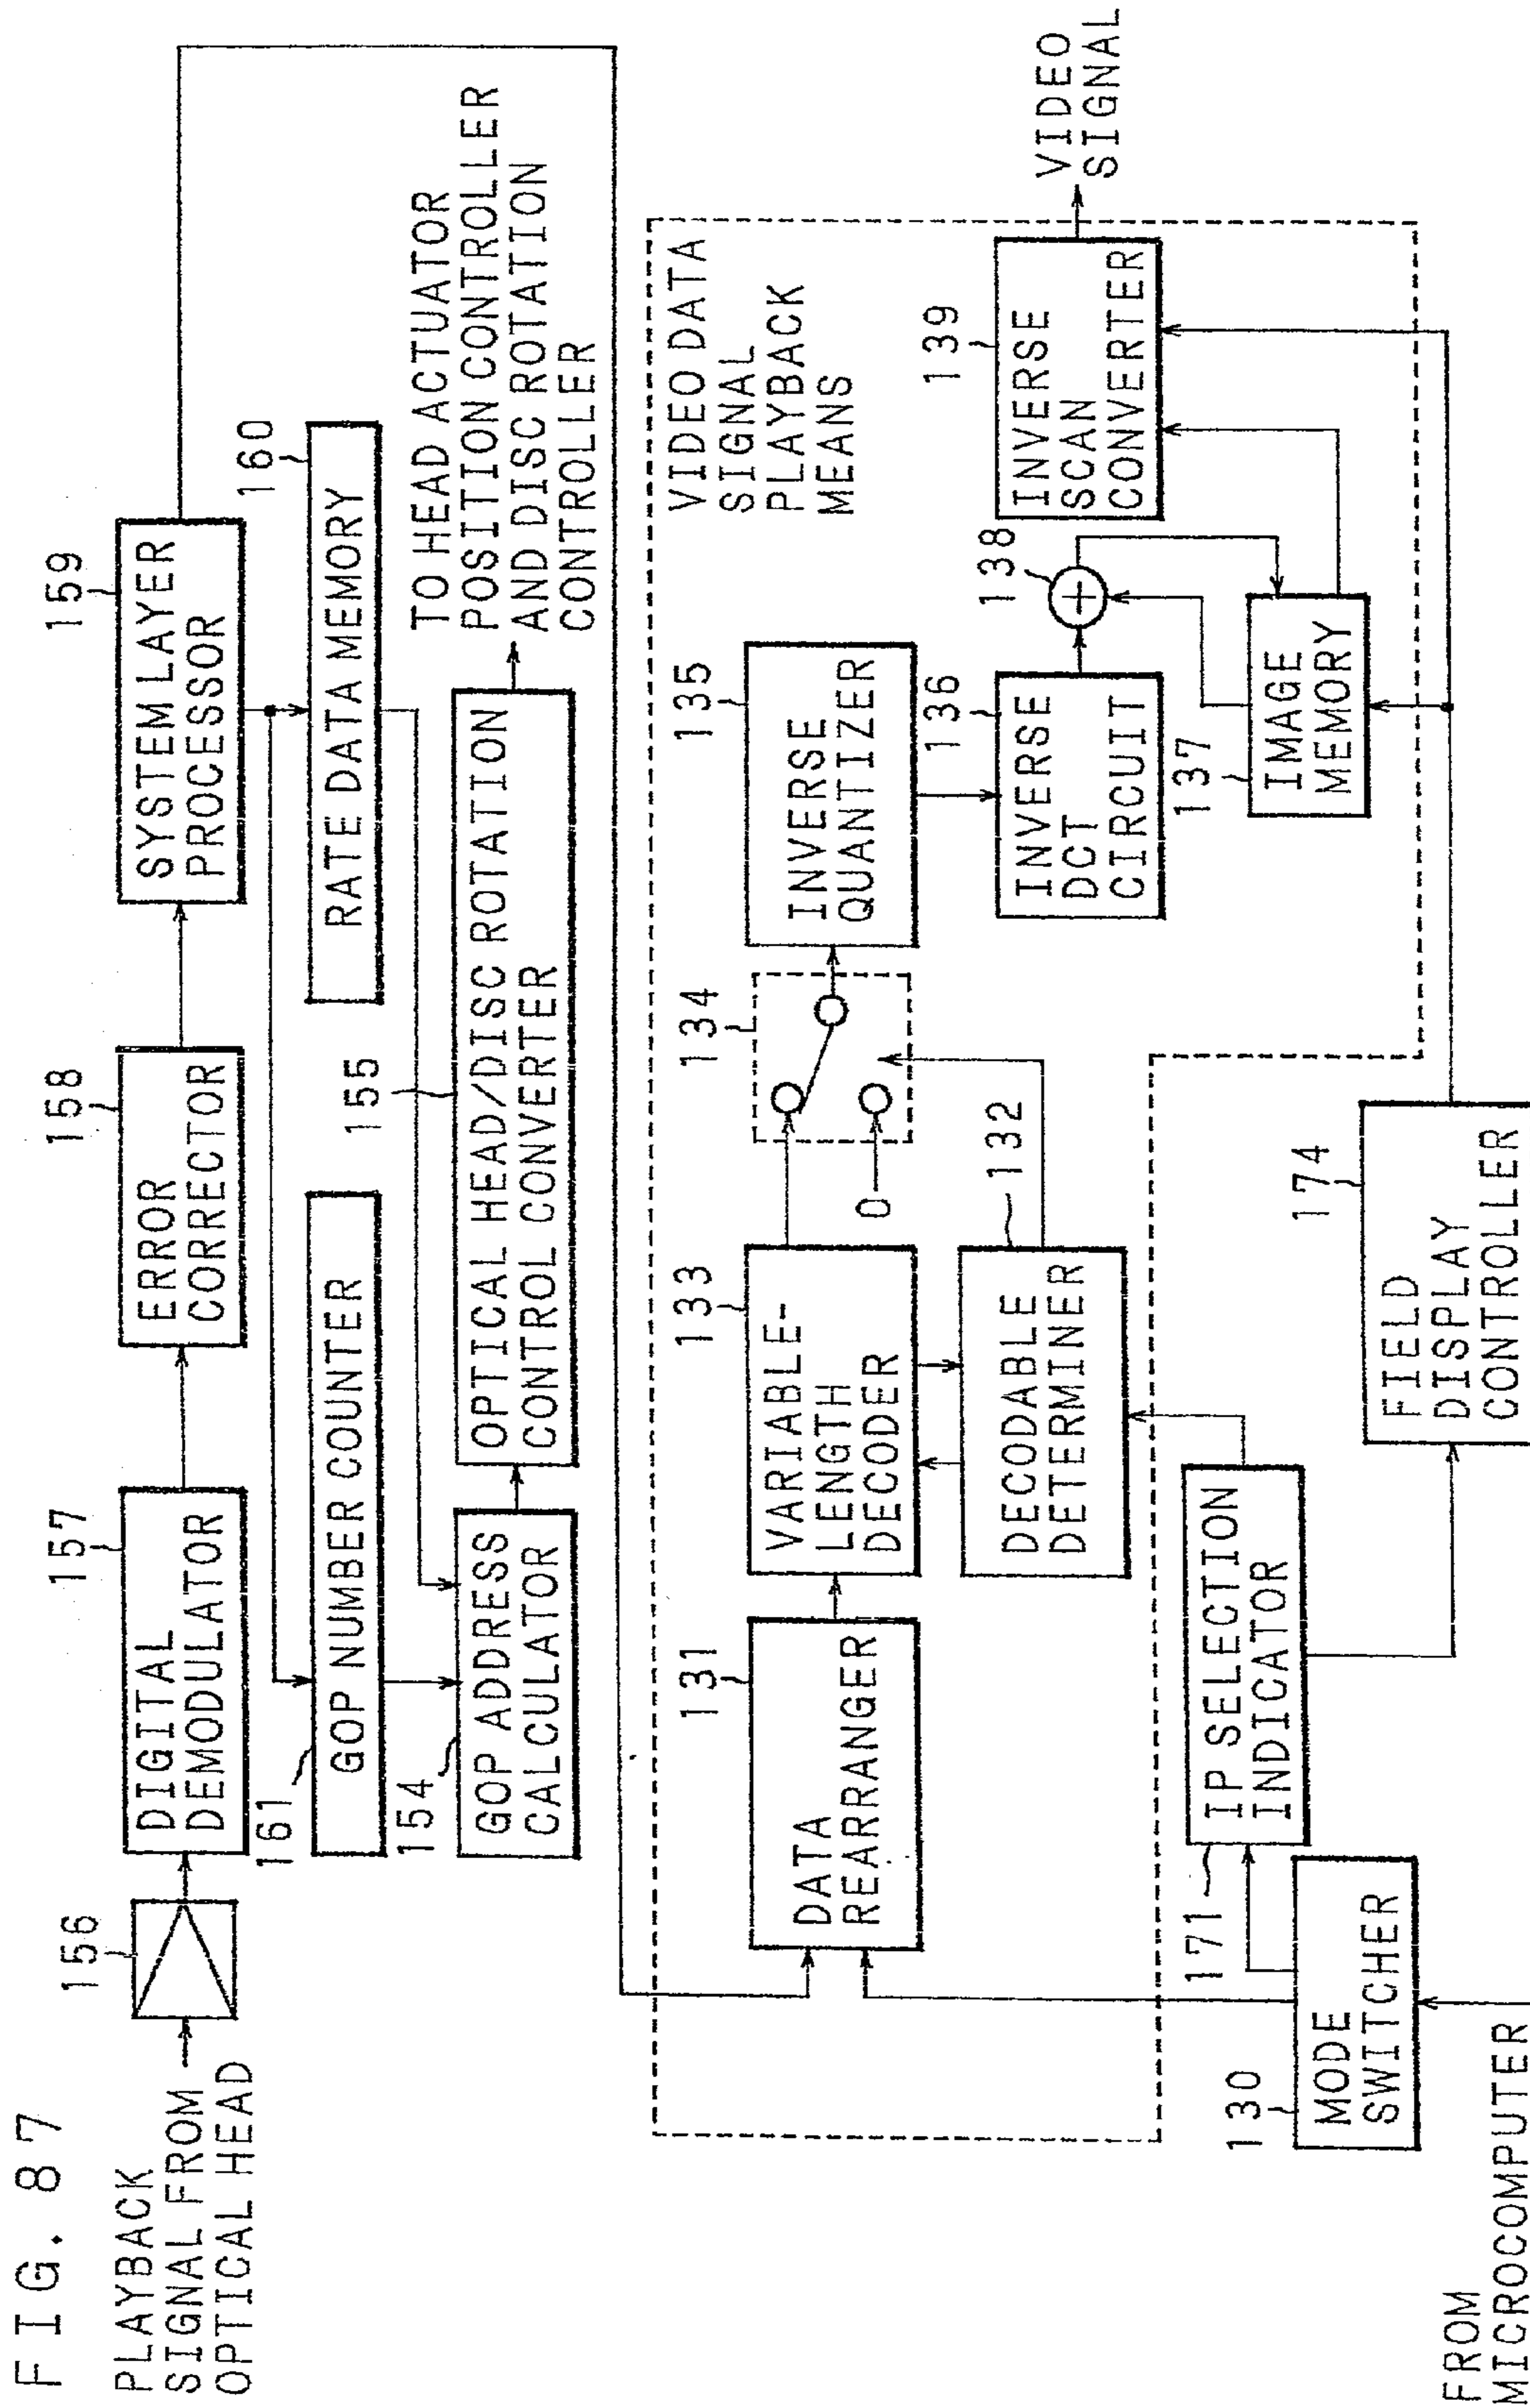 FIG. 87
PLAYBACK
SIGNAL FROM
OPTICAL HEAD
156
157
DIGITAL
DEMODULATOR
158
ERROR
CORRECTOR
159
SYSTEM LAYER
PROCESSOR
161
GOP NUMBER COUNTER
160
RATE DATA MEMORY
154
GOP ADDRESS
CALCULATOR
155
OPTICAL HEAD/DISC ROTATION
CONTROL CONVERTER
TO HEAD ACTUATOR
POSITION CONTROLLER
AND DISC ROTATION
CONTROLLER
VIDEO DATA
SIGNAL
PLAYBACK
MEANS
131
DATA
REARRANGER
133
VARIABLE-
LENGTH
DECODER
132
DECODABLE
DETERMINER
134
0
135
INVERSE
QUANTIZER
136
INVERSE
DCT
CIRCUIT
137
IMAGE
MEMORY
138
+
139
INVERSE
SCAN
CONVERTER
VIDEO
SIGNAL
171
IP SELECTION
INDICATOR
130
MODE
SWITCHER
174
FIELD
DISPLAY
CONTROLLER
FROM
MICROCOMPUTER